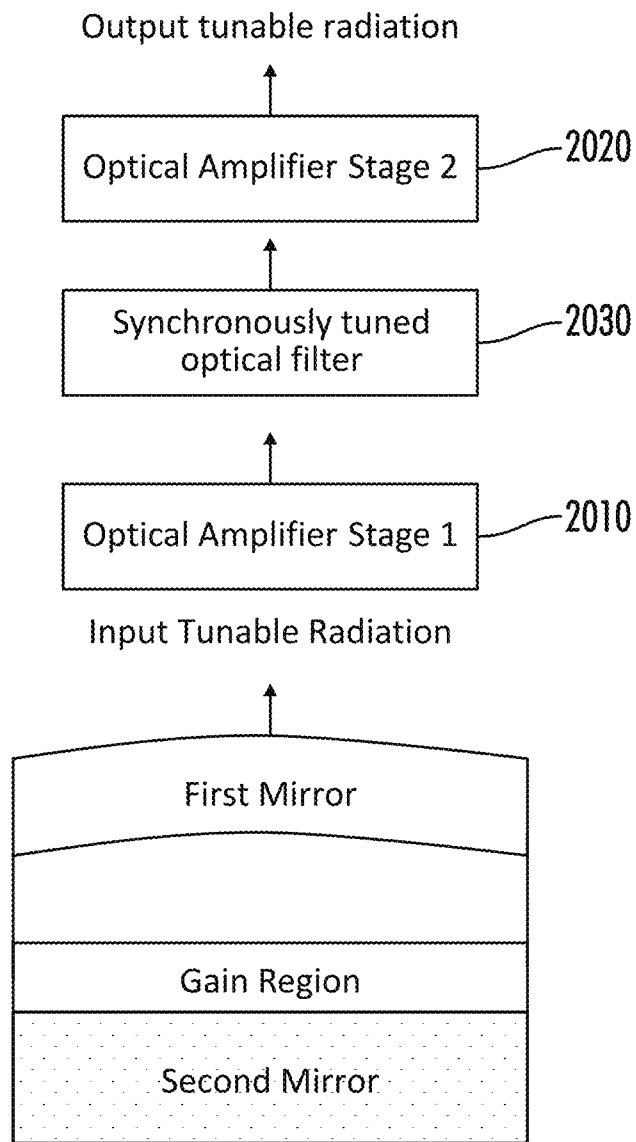 Output tunable radiation
Optical Amplifier Stage 2
2020
Synchronously tuned
optical filter
2030
Optical Amplifier Stage 1
2010
Input Tunable Radiation
First Mirror
Gain Region
Second Mirror